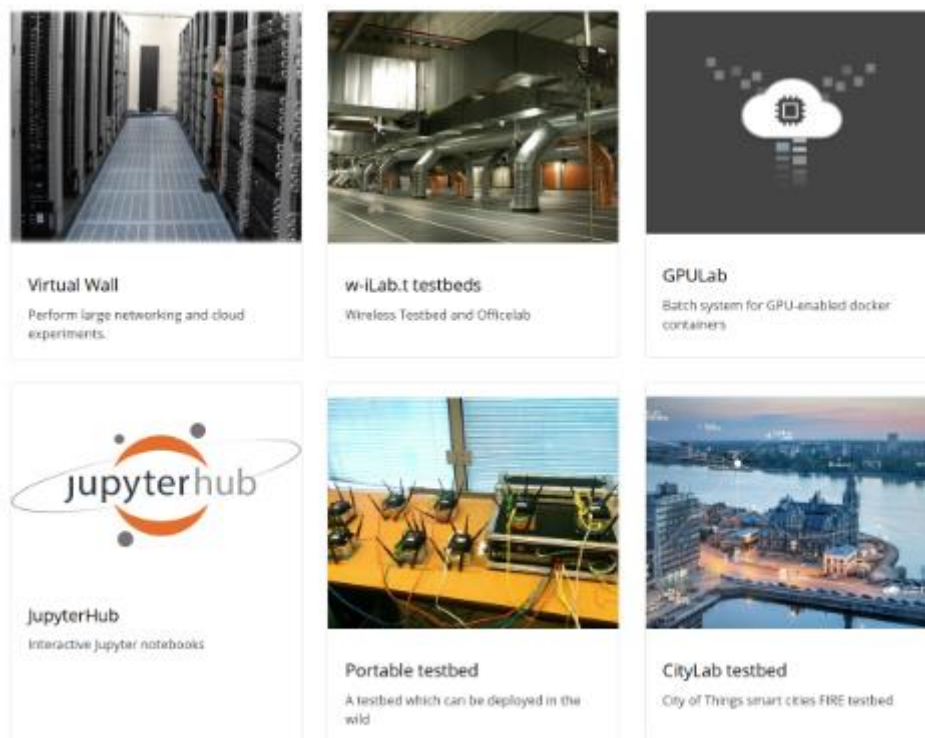 Virtual Wall
Perform large networking and cloud
experiments.
w-iLab.t testbeds
Wireless Testbed and Officelab
GPULab
Batch system for GPU-enabled docker
containers
jupyterhub
JupyterHub
Interactive Jupyter notebooks
Portable testbed
A testbed which can be deployed in the
wild
CityLab testbed
City of Things smart cities FIRE testbed